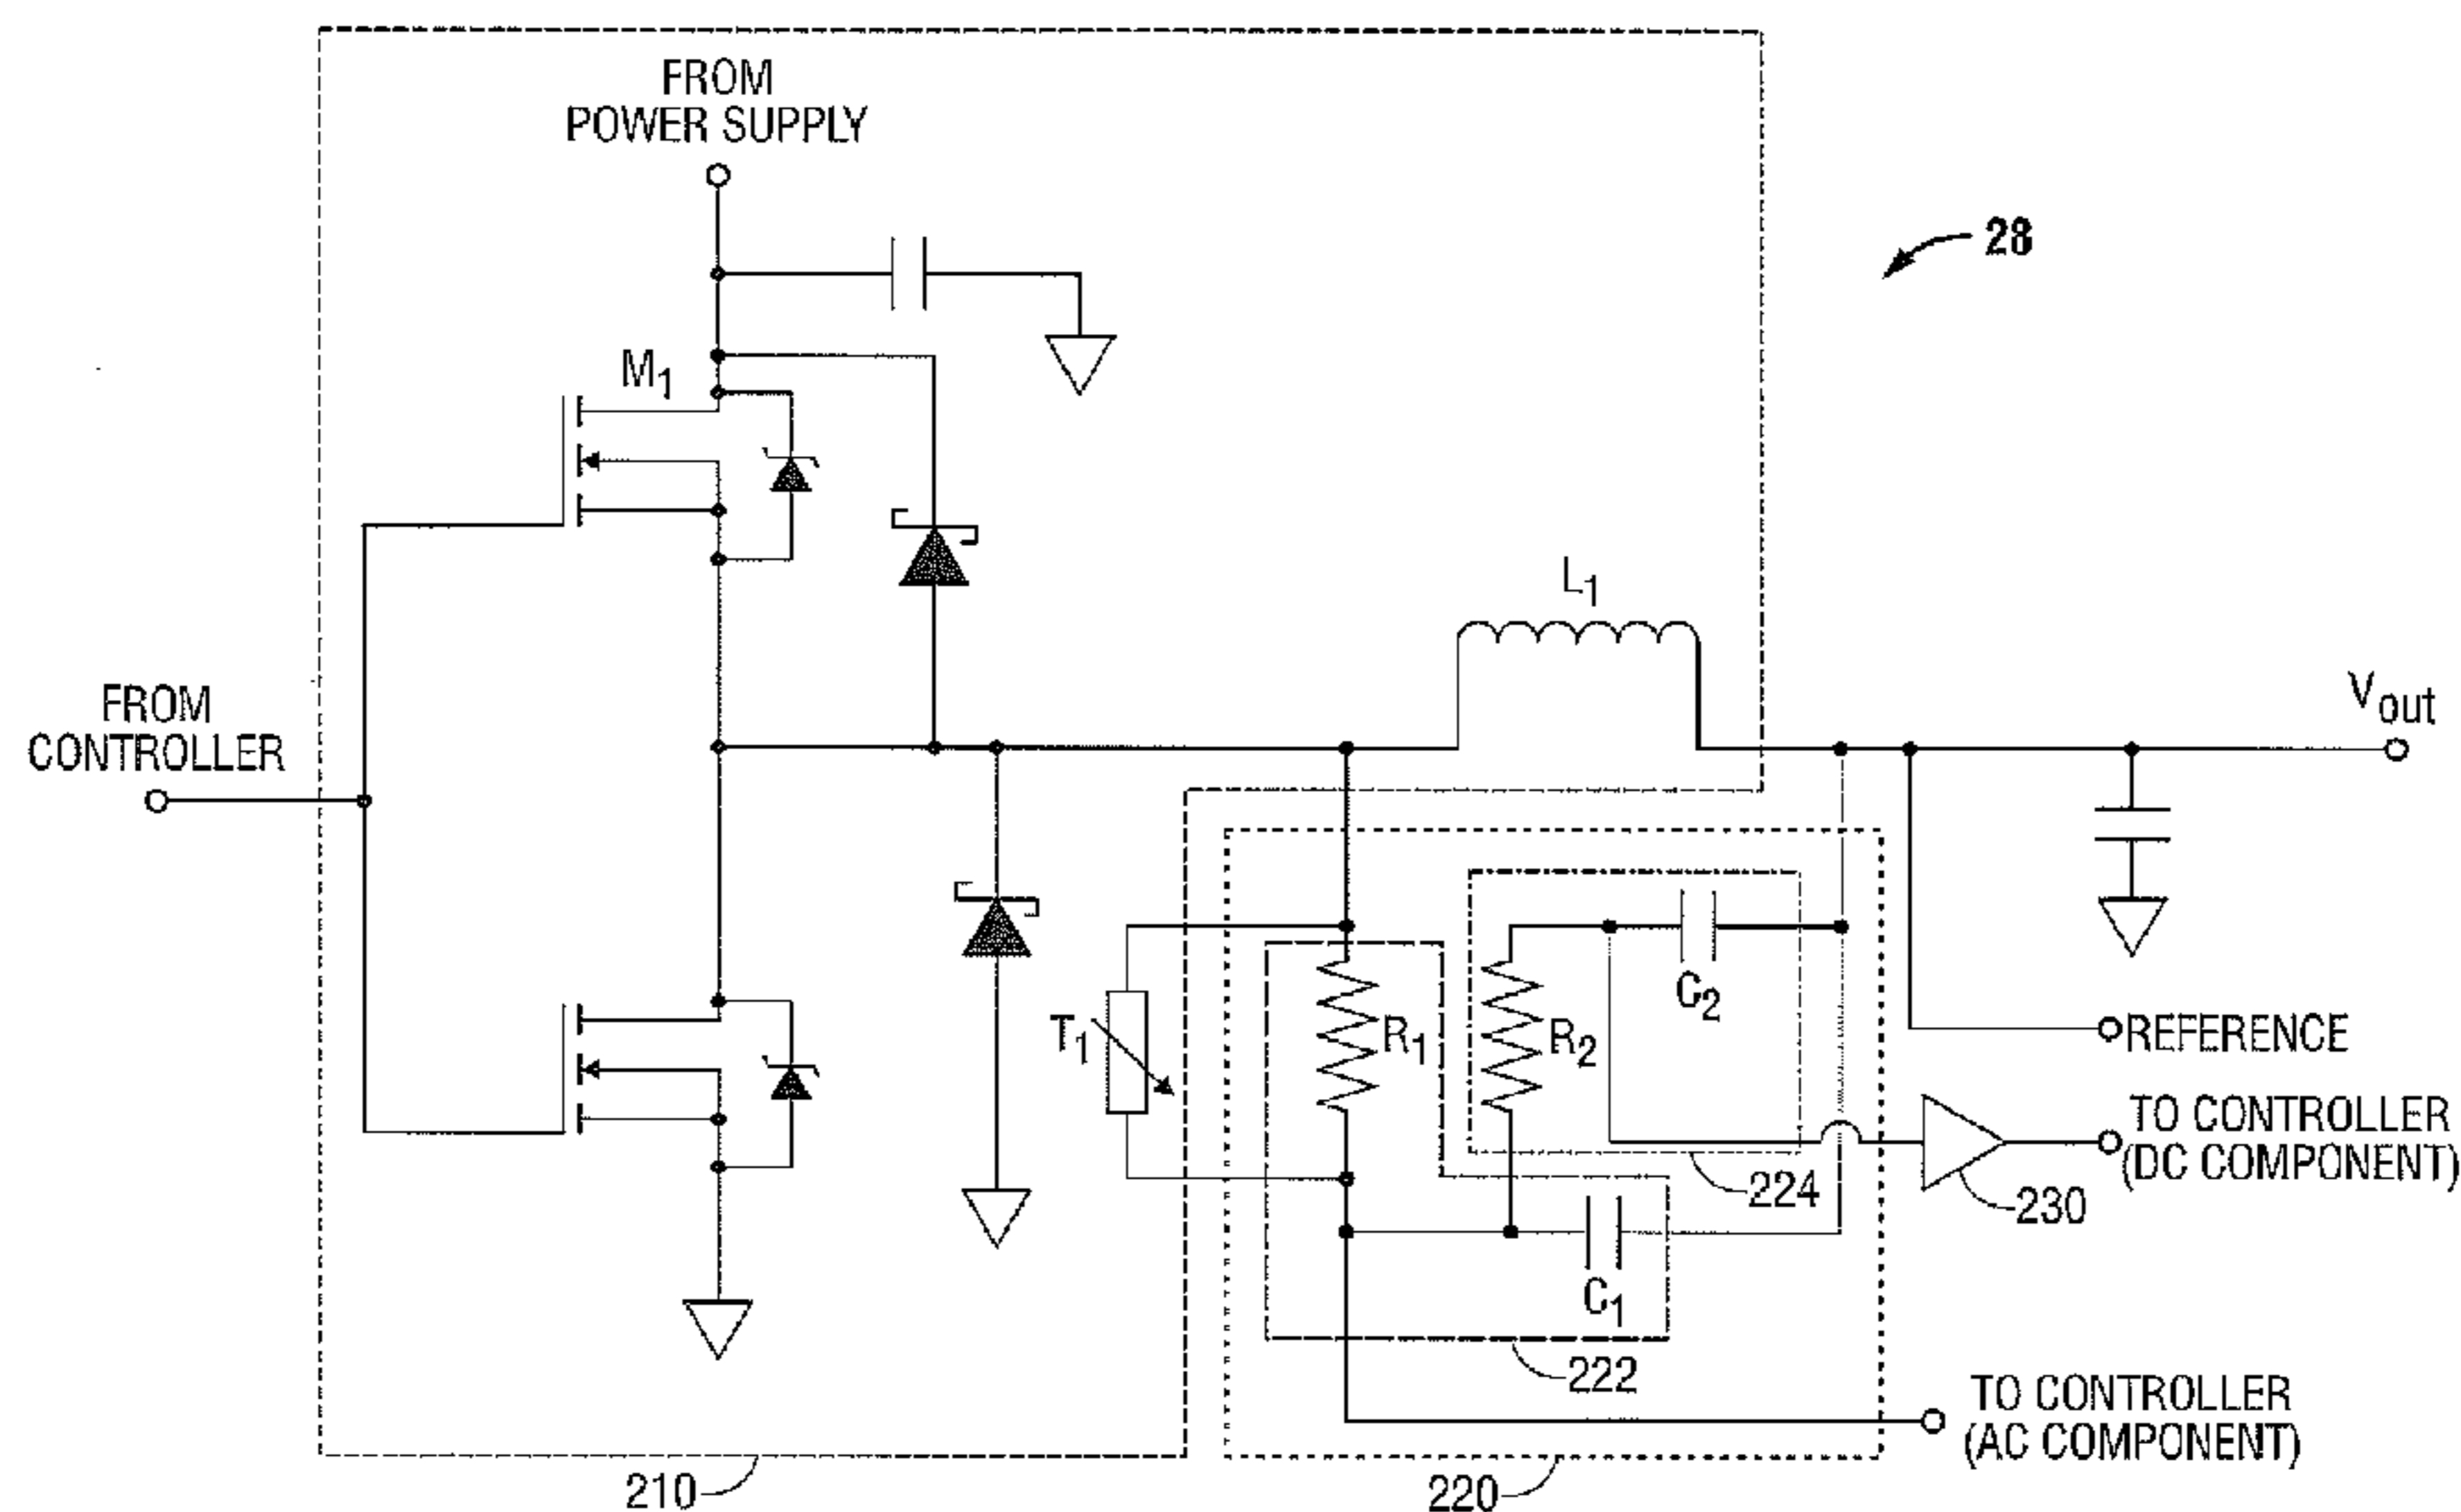 FROM
POWER SUPPLY
28
M1
L1
FROM
CONTROLLER
Vout
C2
T1
R1
R2
REFERENCE
TO CONTROLLER
(DC COMPONENT)
224
230
C1
222
TO CONTROLLER
(AC COMPONENT)
210
220